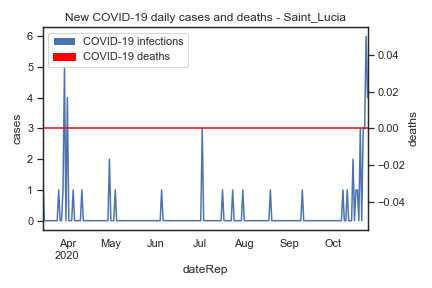 New COVID-19 daily cases and deaths - Saint_Lucia
COVID-19 infections
COVID-19 deaths
6
5
4
3
2
1
0
cases
0.04
0.02
0.00
−0.02
−0.04
deaths
Apr May Jun Jul Aug Sep Oct
2020
dateRep